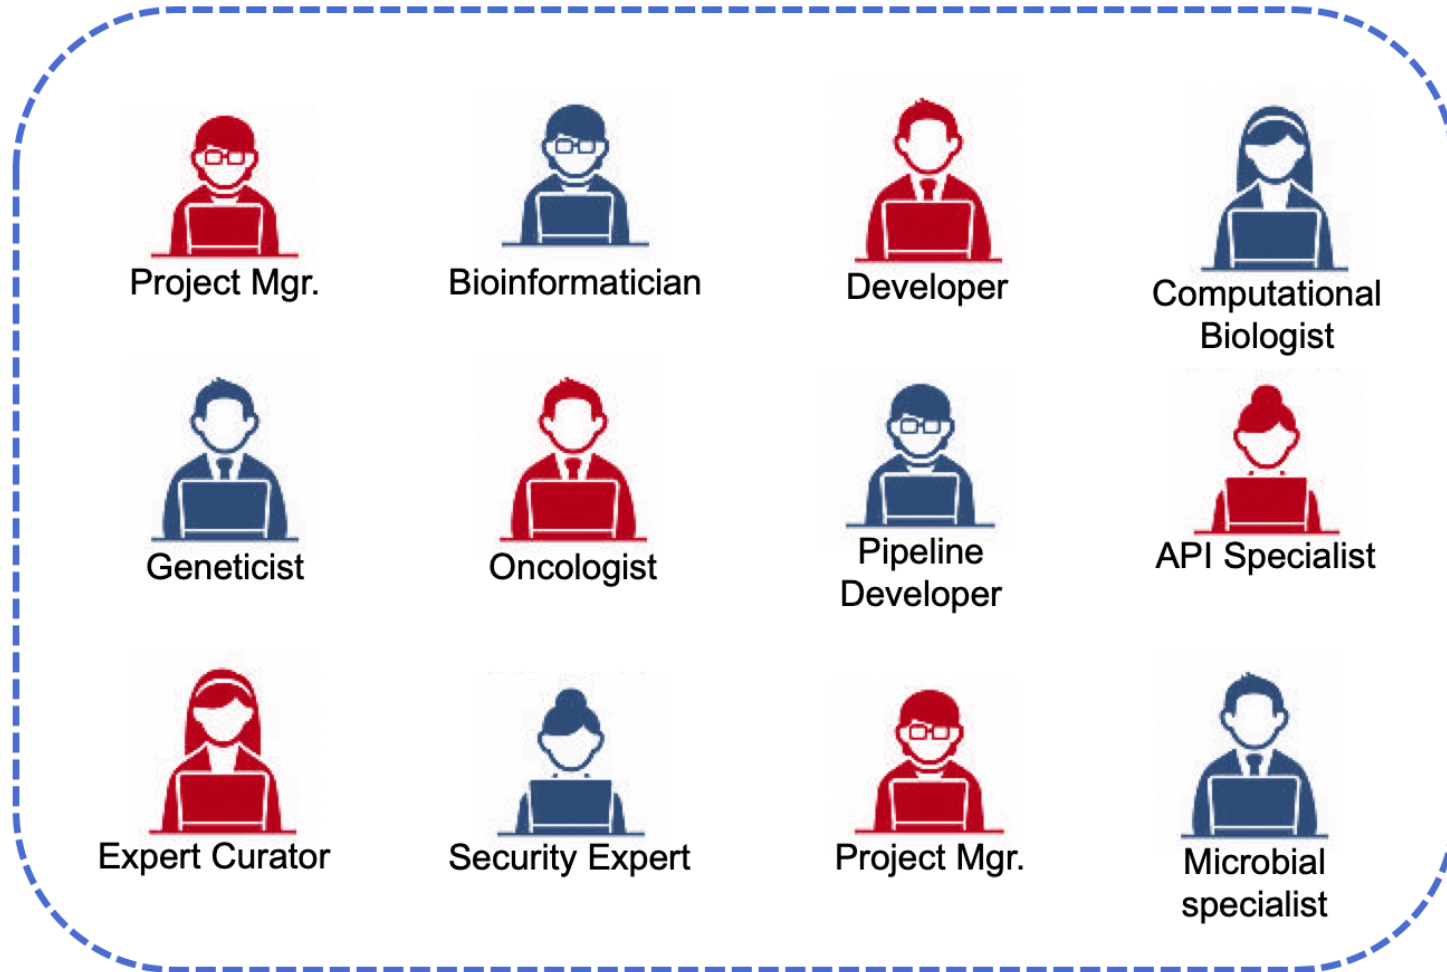 Project Mgr.
Bioinformatician
Developer
Computational
Biologist
Geneticist
Oncologist
Pipeline
Developer
API Specialist
Expert Curator
Security Expert
Project Mgr.
Microbial
specialist